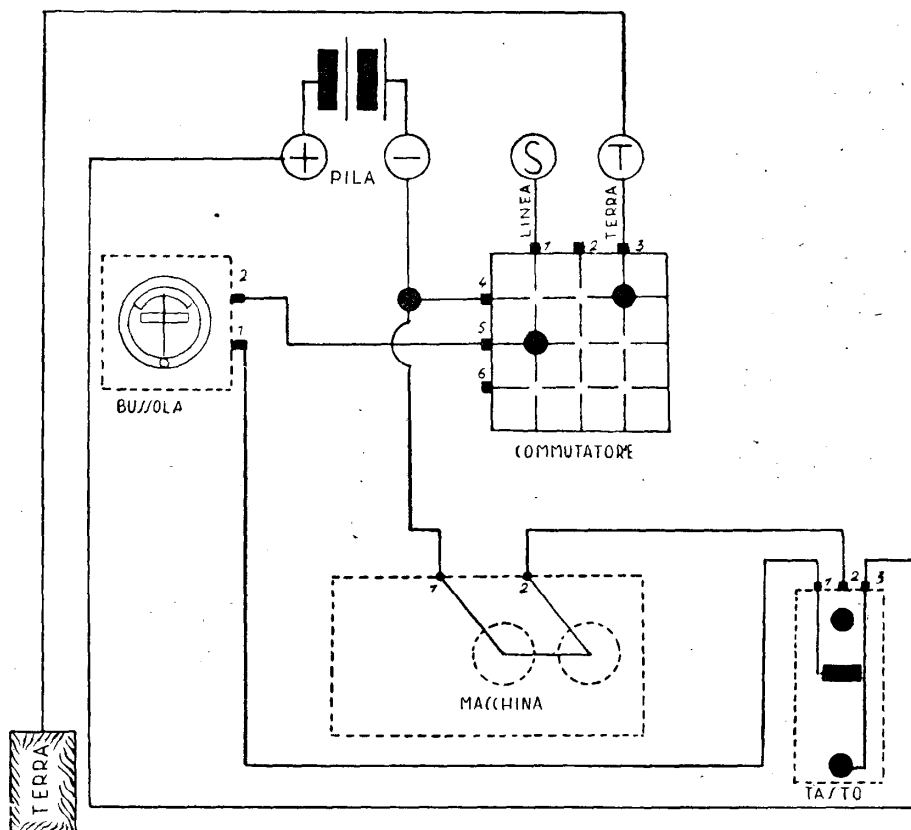 +
−
PILA
S
T
LINEA
TERRA
1 2 3
4
5
6
COMMUTATORE
2
1
BUSSOLA
1 2
MACCHINA
1 2 3
TASTO
TERRA